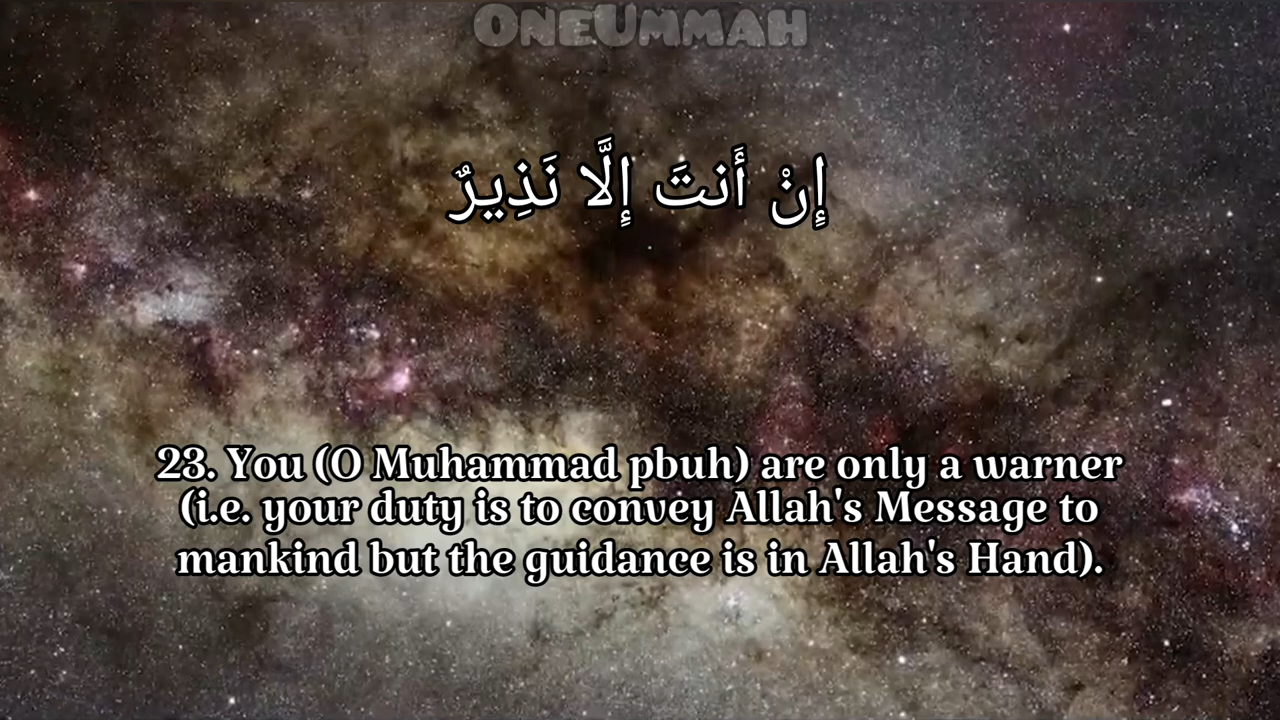 OneUmmah
إِنْ أَنتَ إِلَّا نَذِيرٌ
23. You (O Muhammad pbuh) are only a warner
(i.e. your duty is to convey Allah's Message to
mankind but the guidance is in Allah's Hand).